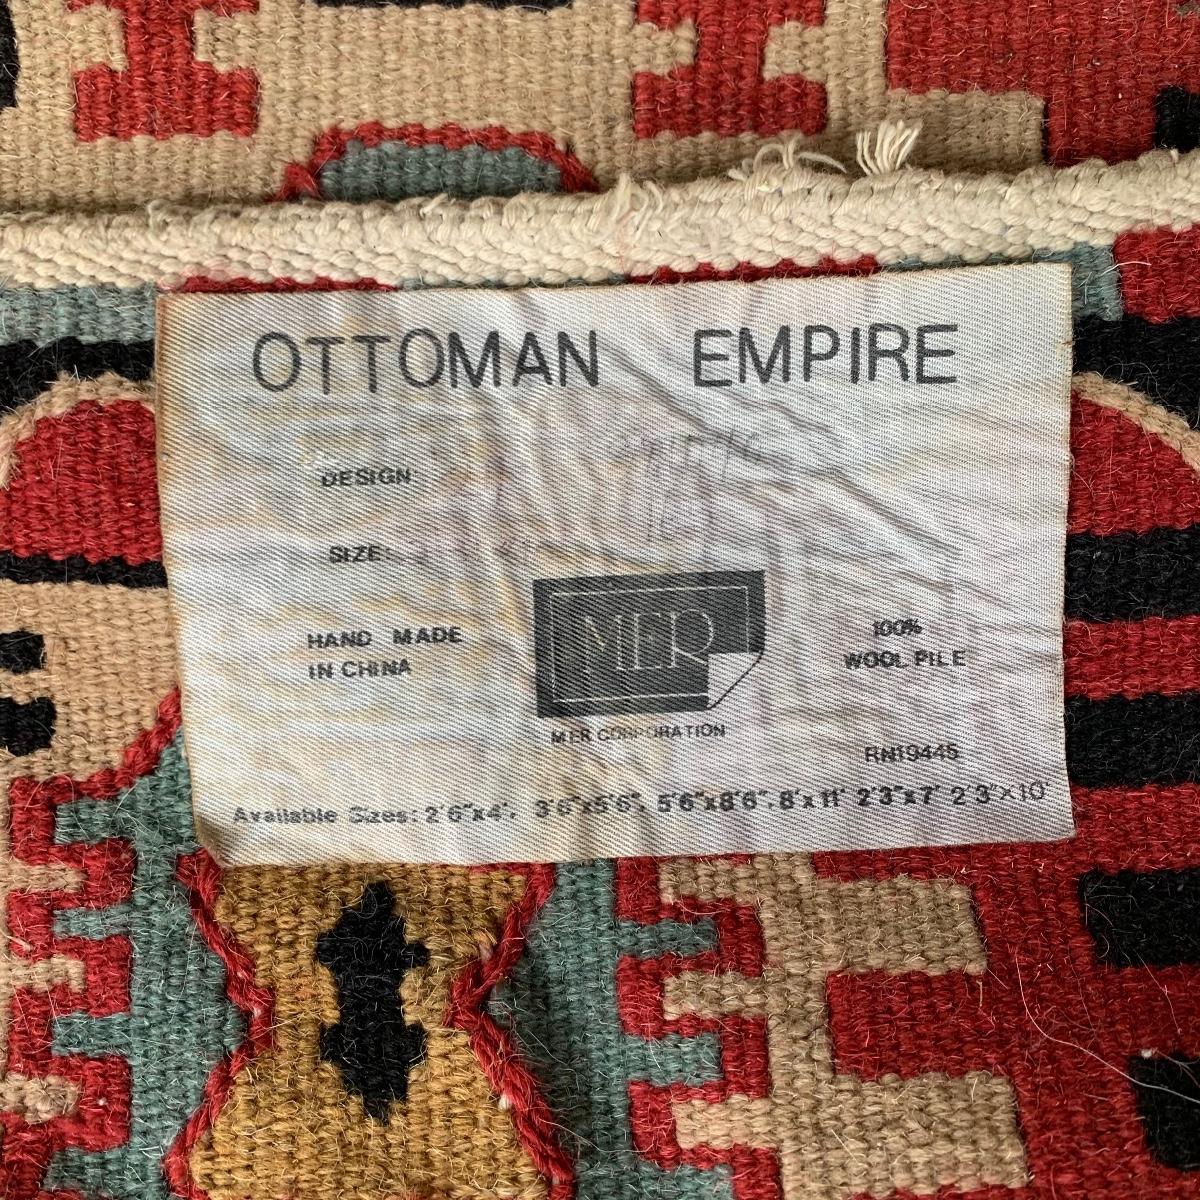 OTTOMAN EMPIRE
DESIGN
SIZE:
HAND MADE
IN CHINA
MER
MER CORPORATION
100%
WOOL PILE
RN19445
Available Sizes: 2'6"x4', 3'6"x5'6", 5'6"x8'6", 8'x11' 2'3"x7' 2'3'x10'